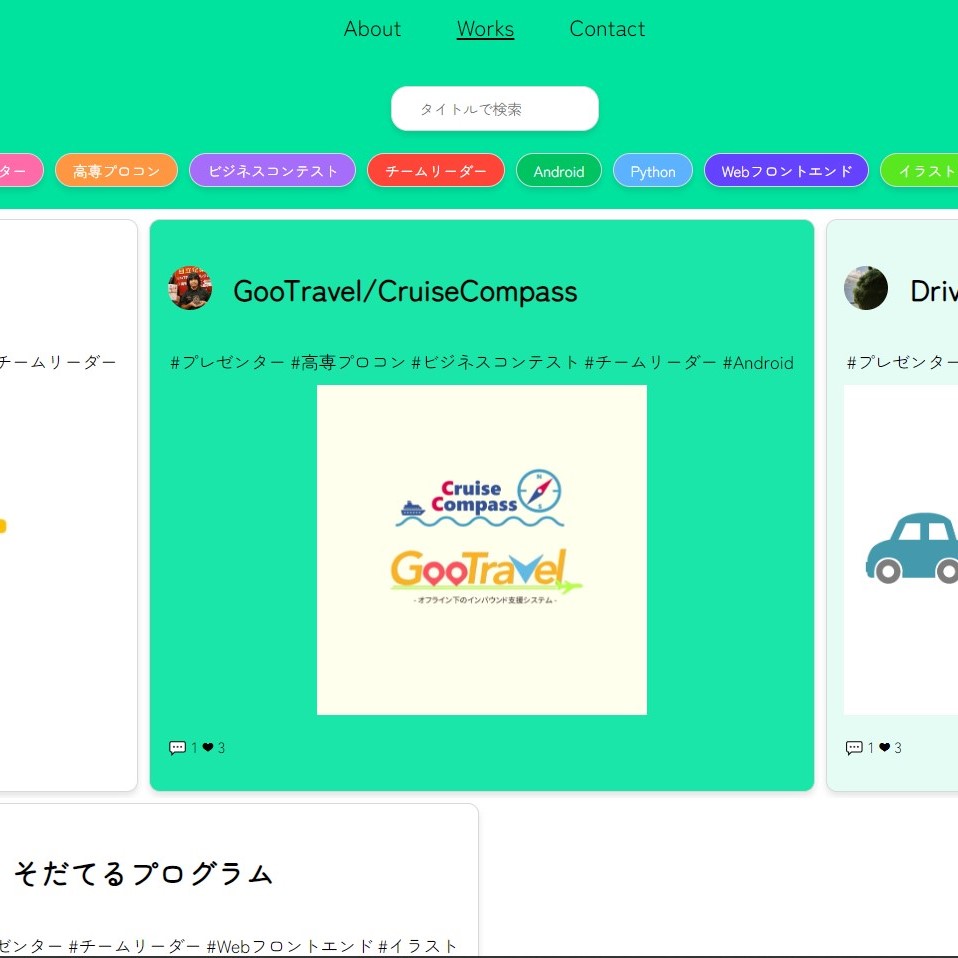 About Works Contact
タイトルで検索
ター 高専プロコン ビジネスコンテスト チームリーダー Android Python Webフロントエンド イラスト
GooTravel/CruiseCompass Driv
チームリーダー #プレゼンター #高専プロコン #ビジネスコンテスト #チームリーダー #Android #プレゼンター
Cruise
Compass
GooTravel
- オフライン下のインバウンド支援システム -
1 3 1 3
そだてるプログラム
ゼンター #チームリーダー #Webフロントエンド #イラスト